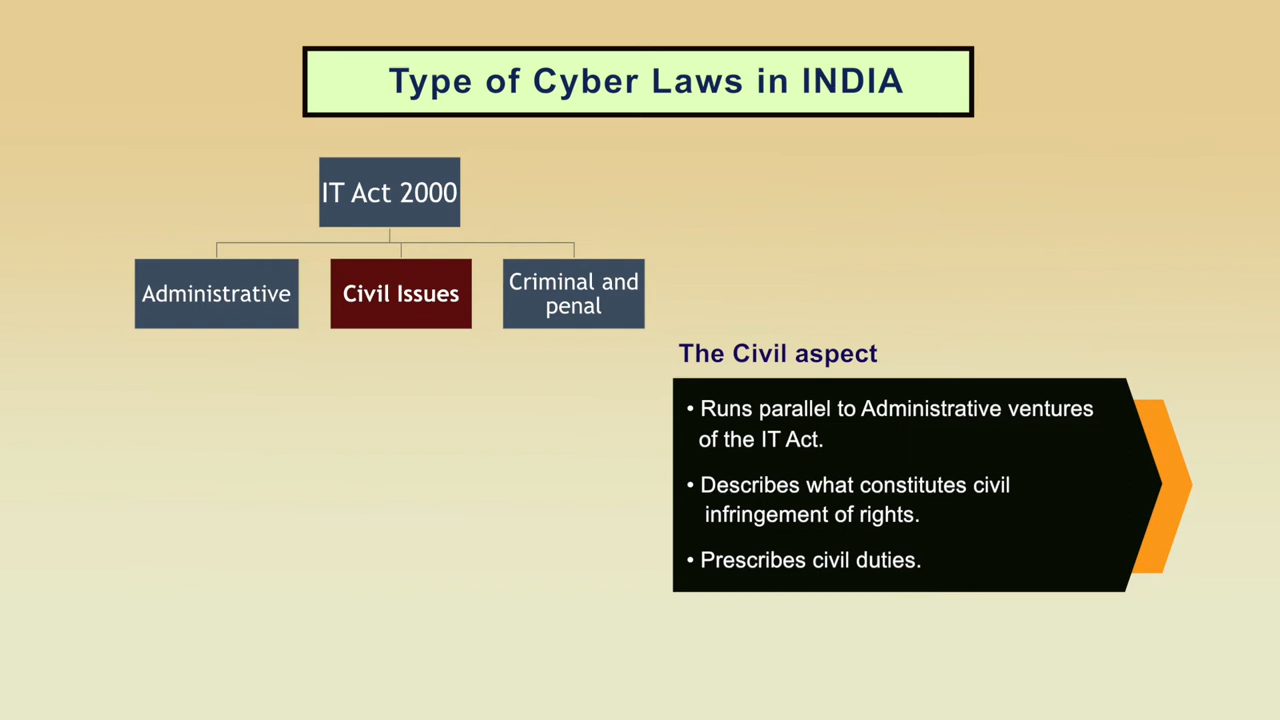 Type of Cyber Laws in INDIA
IT Act 2000
Administrative
Civil Issues
Criminal and
penal
The Civil aspect
• Runs parallel to Administrative ventures
of the IT Act.
• Describes what constitutes civil
infringement of rights.
• Prescribes civil duties.